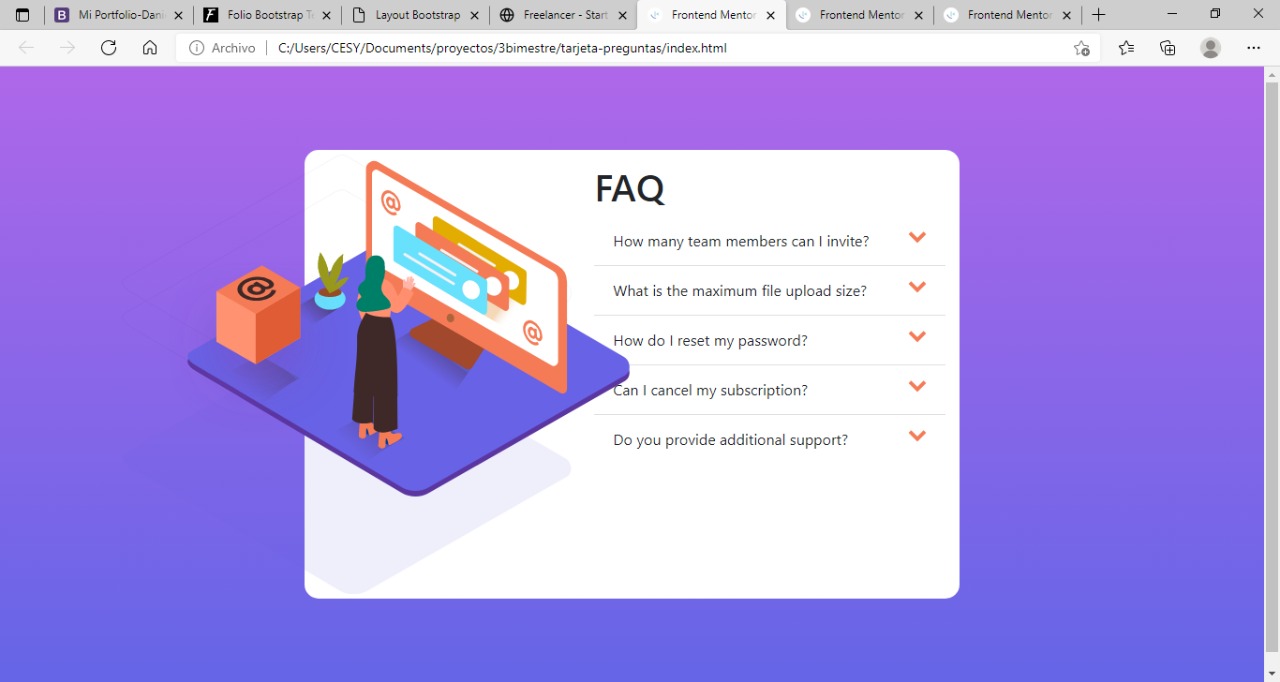 Mi Portfolio-Dani
Folio Bootstrap Te
Layout Bootstrap
Freelancer - Start
Frontend Mentor
Frontend Mentor
Frontend Mentor
Archivo
C:/Users/CESY/Documents/proyectos/3bimestre/tarjeta-preguntas/index.html
FAQ
How many team members can I invite?
What is the maximum file upload size?
How do I reset my password?
Can I cancel my subscription?
Do you provide additional support?